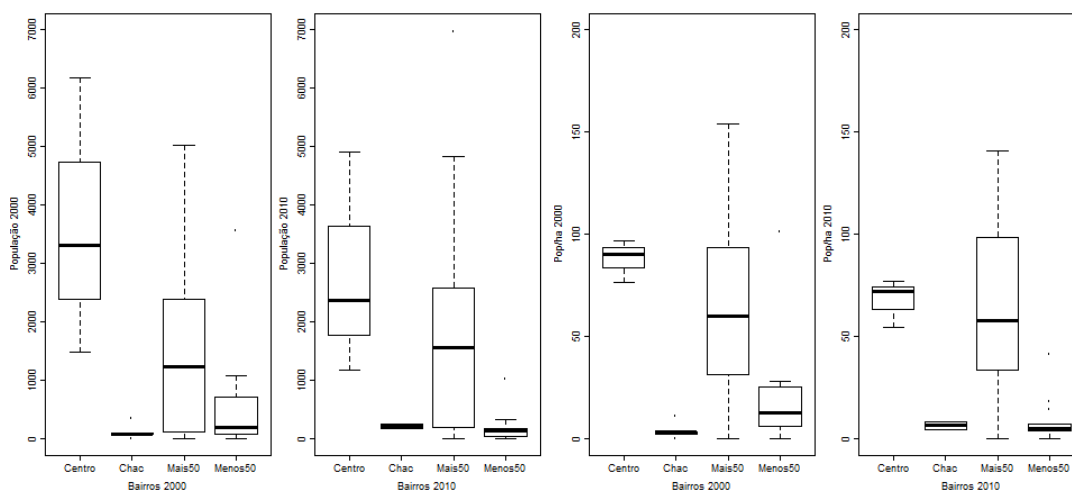 População 2000
7000
6000
5000
4000
3000
2000
1000
0
Centro Chac Mais50 Menos50
Bairros 2000
População 2010
7000
6000
5000
4000
3000
2000
1000
0
Centro Chac Mais50 Menos50
Bairros 2010
Pop/ha 2000
200
150
100
50
0
Centro Chac Mais50 Menos50
Bairros 2000
Pop/ha 2010
200
150
100
50
0
Centro Chac Mais50 Menos50
Bairros 2010